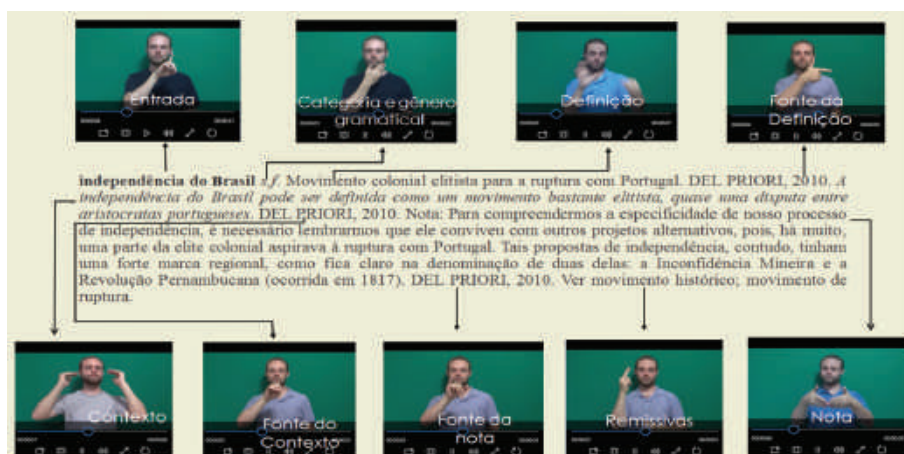 Entrada
Categoria e gênero
gramatical
Definição
Fonte da
Definição
independência do Brasil s.f. Movimento colonial elitista para a ruptura com Portugal. DEL PRIORI, 2010. A
independência do Brasil pode ser definida como um movimento bastante elitista, quase uma disputa entre
aristocratas portugueses. DEL PRIORI, 2010. Nota: Para compreendermos a especificidade de nosso processo
de independência, é necessário lembrarmos que ele conviveu com outros projetos alternativos, pois, há muito,
uma parte da elite colonial aspirava à ruptura com Portugal. Tais propostas de independência, contudo, tinham
uma forte marca regional, como fica claro na denominação de duas delas: a Inconfidência Mineira e a
Revolução Pernambucana (ocorrida em 1817). DEL PRIORI, 2010. Ver movimento histórico; movimento de
ruptura.
Contexto
Fonte do
Contexto
Fonte da
nota
Remissivas
Nota